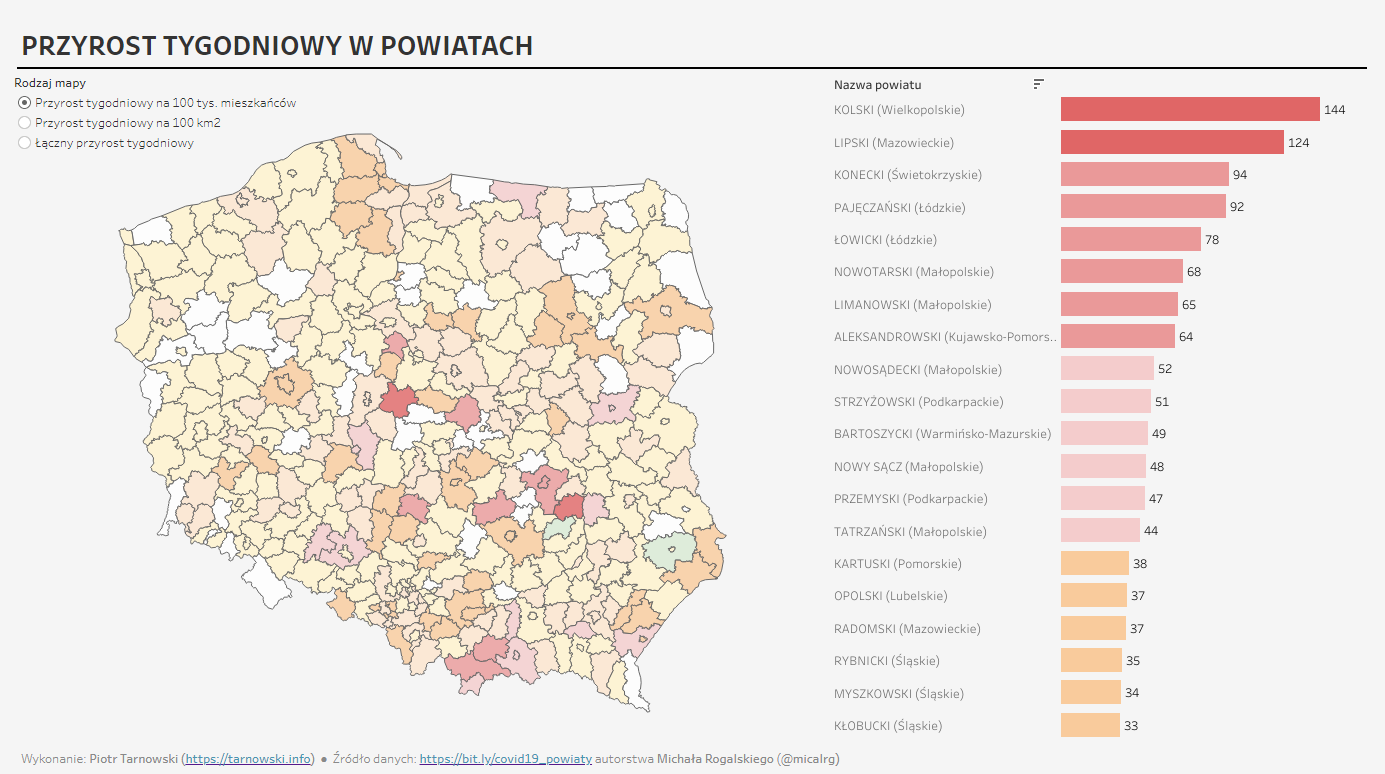 PRZYROST TYGODNIOWY W POWIATACH
Rodzaj mapy
Przyrost tygodniowy na 100 tys. mieszkańców
Przyrost tygodniowy na 100 km2
Łączny przyrost tygodniowy
Nazwa powiatu
KOLSKI (Wielkopolskie) 144
LIPSKI (Mazowieckie) 124
KONECKI (Świetokrzyskie) 94
PAJĘCZAŃSKI (Łódzkie) 92
ŁOWICKI (Łódzkie) 78
NOWOTARSKI (Małopolskie) 68
LIMANOWSKI (Małopolskie) 65
ALEKSANDROWSKI (Kujawsko-Pomors.. 64
NOWOSĄDECKI (Małopolskie) 52
STRZYŻOWSKI (Podkarpackie) 51
BARTOSZYCKI (Warmińsko-Mazurskie) 49
NOWY SĄCZ (Małopolskie) 48
PRZEMYSKI (Podkarpackie) 47
TATRZAŃSKI (Małopolskie) 44
KARTUSKI (Pomorskie) 38
OPOLSKI (Lubelskie) 37
RADOMSKI (Mazowieckie) 37
RYBNICKI (Śląskie) 35
MYSZKOWSKI (Śląskie) 34
KŁOBUCKI (Śląskie) 33
Wykonanie: Piotr Tarnowski (https://tarnowski.info) ● Źródło danych: https://bit.ly/covid19_powiaty autorstwa Michała Rogalskiego (@micalrg)